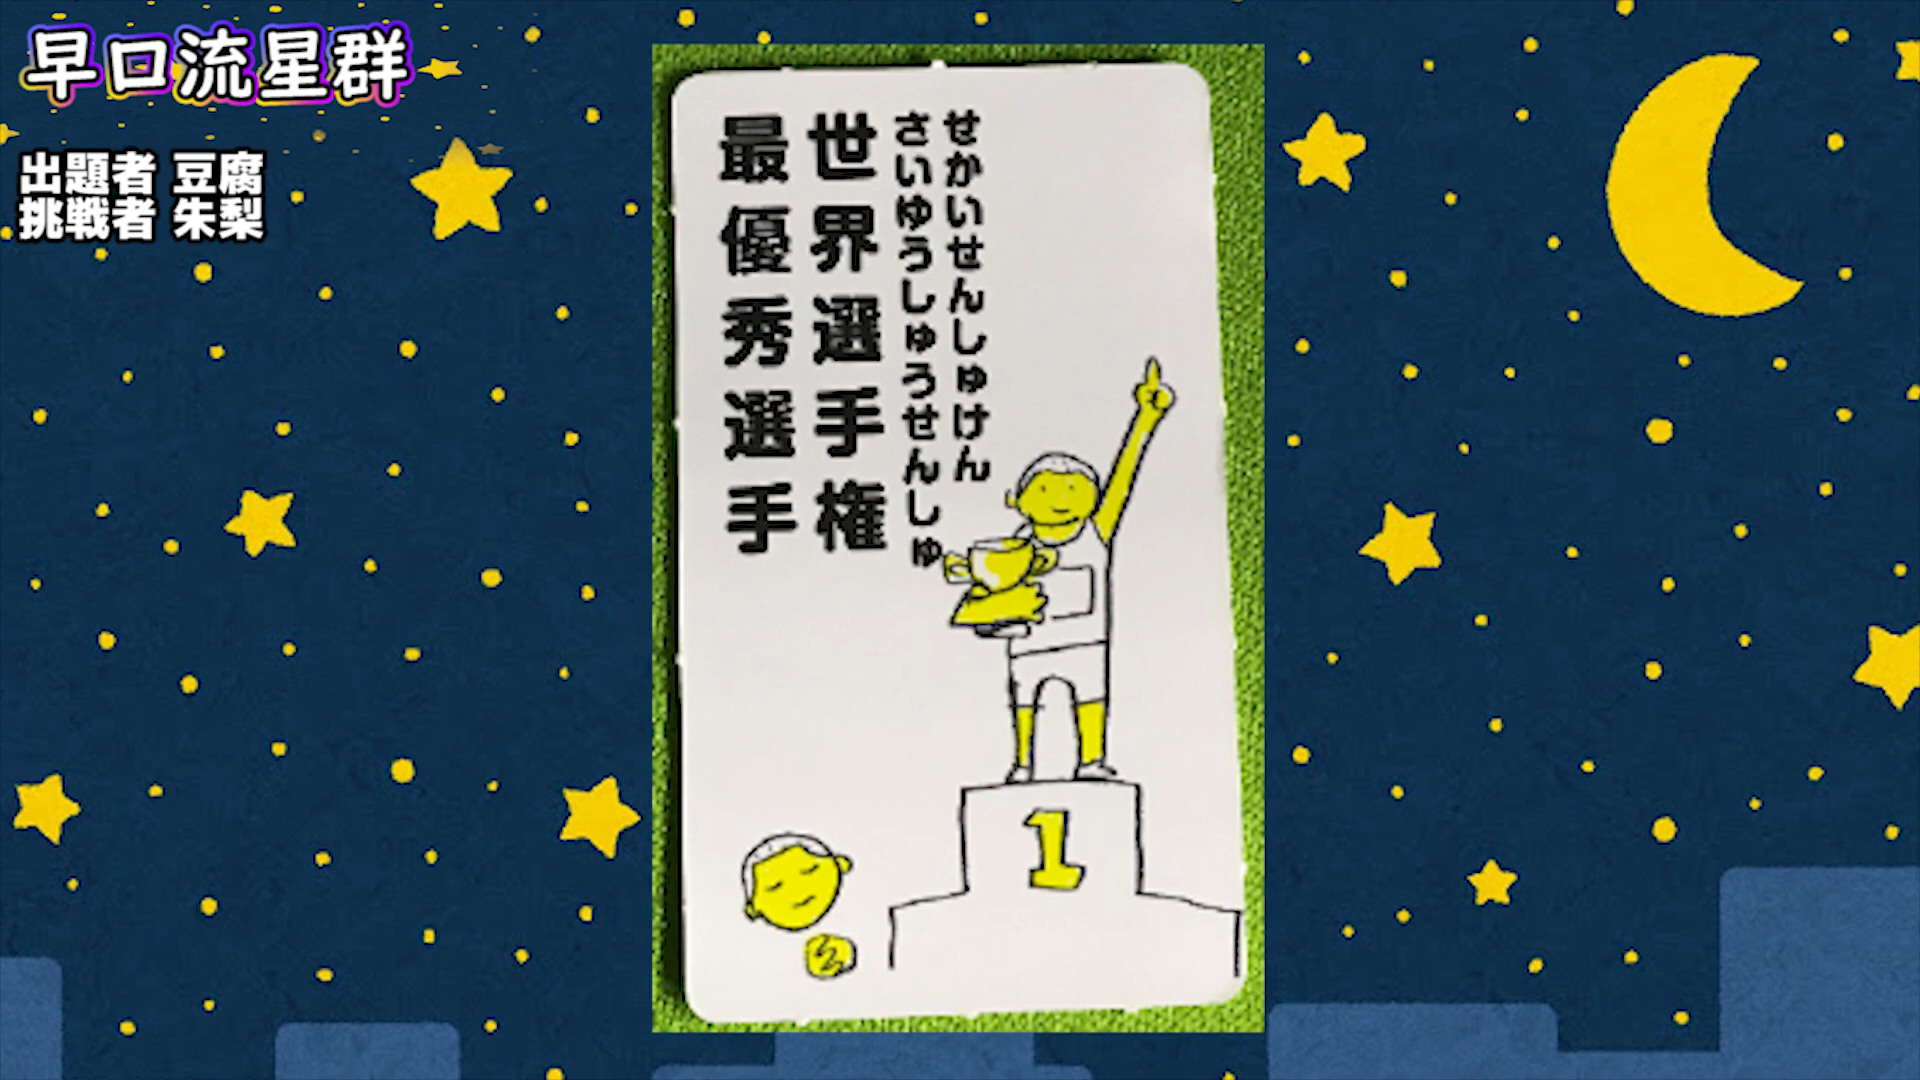 早口流星群
出題者 豆腐
挑戦者 朱梨
せかいせんしゅけん
さいゆうしゅうせんしゅ
世界選手権
最優秀選手
1
2